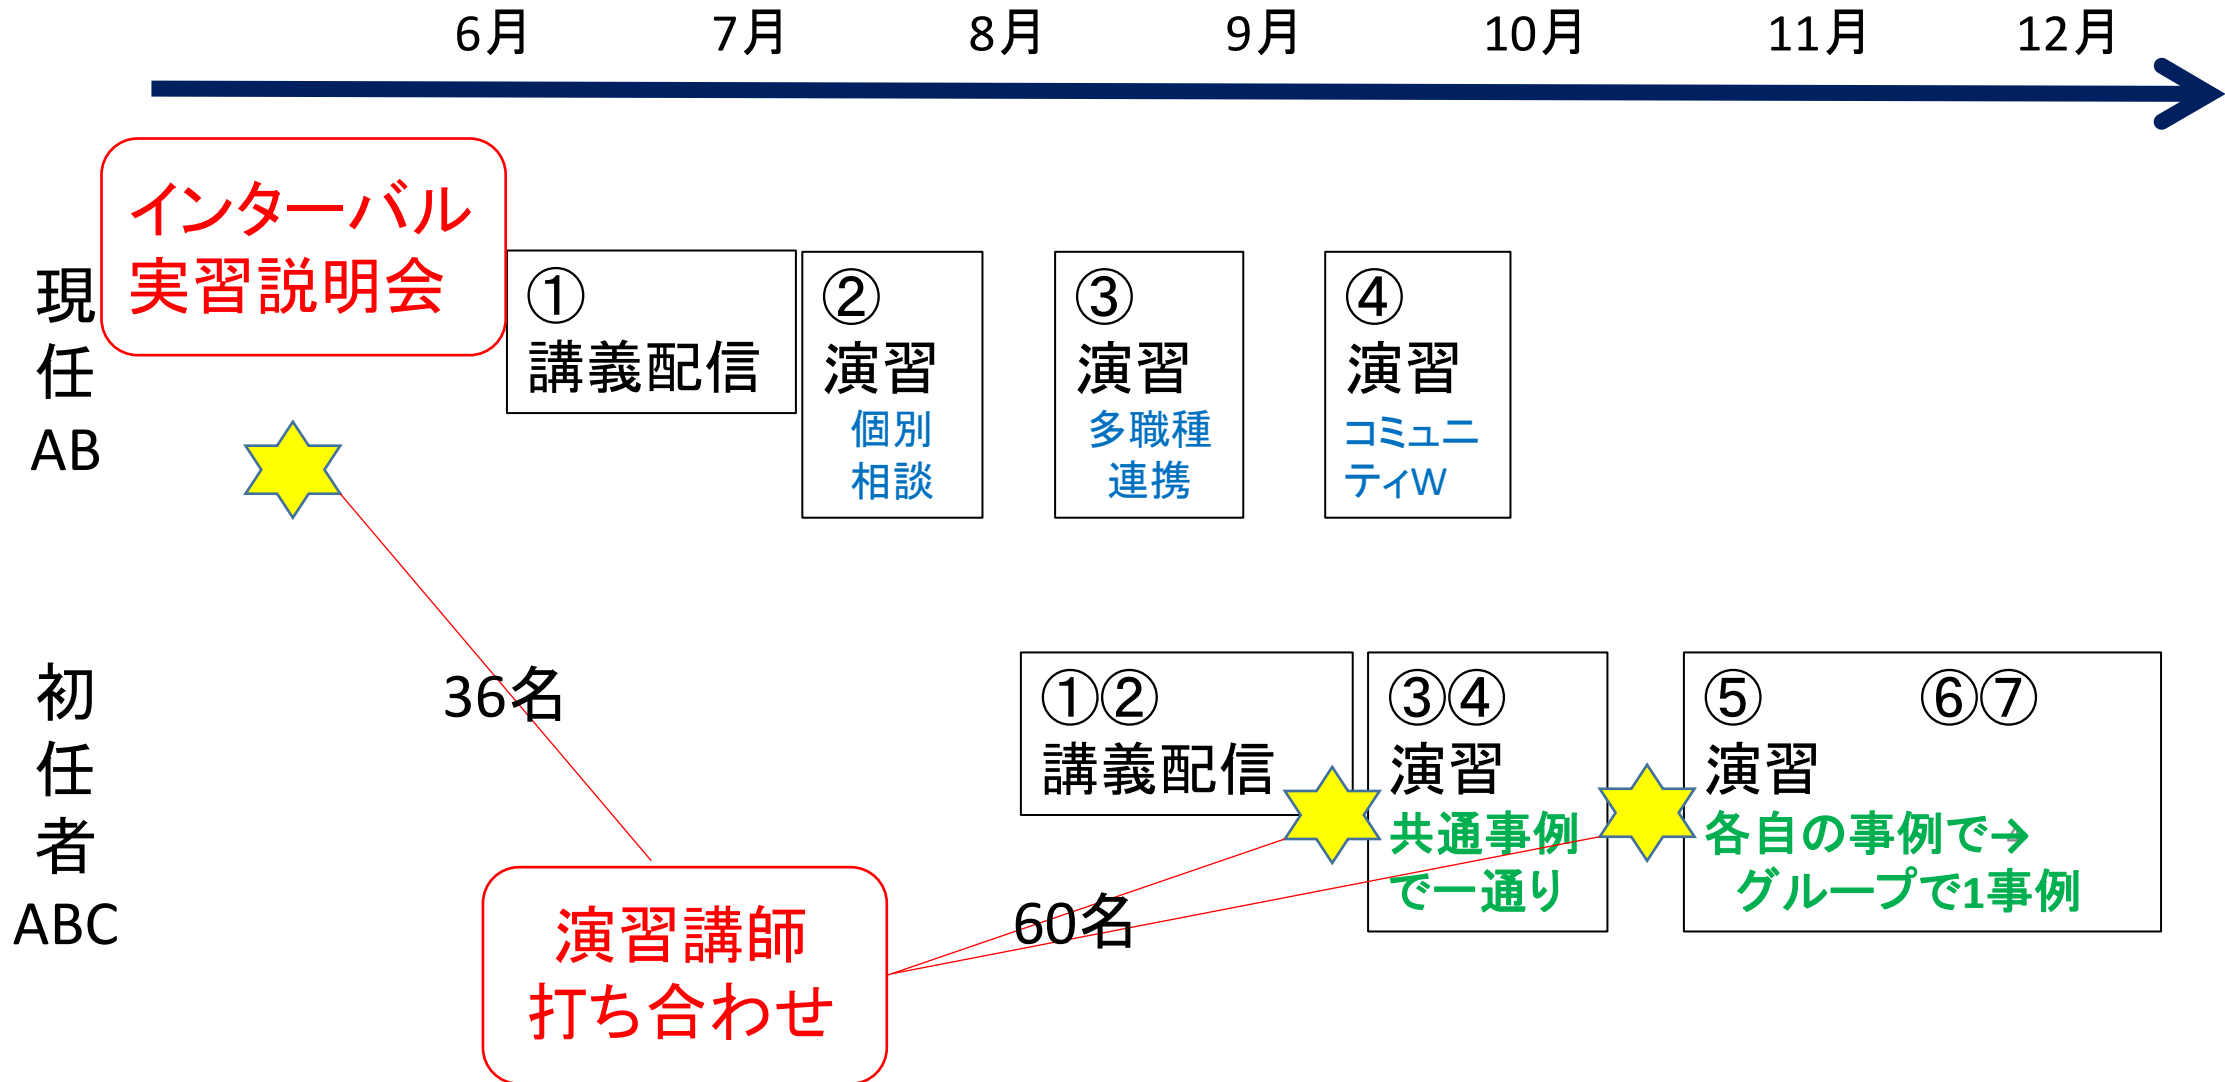 6月 7月 8月 9月 10月 11月 12月
インターバル
実習説明会
現
任
AB
①
講義配信
②
演習
個別
相談
③
演習
多職種
連携
④
演習
コミュニ
ティW
36名
初
任
者
ABC
①②
講義配信
③④
演習
共通事例
で一通り
⑤ ⑥⑦
演習
各自の事例で→
グループで1事例
60名
演習講師
打ち合わせ